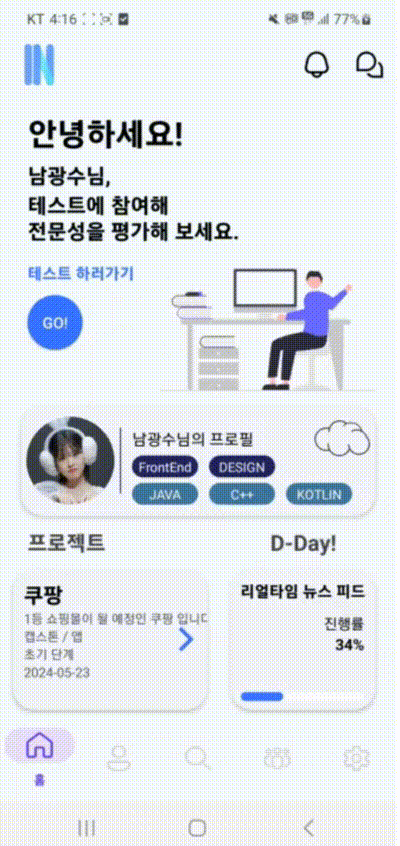 KT 4:16
77%
IN
안녕하세요!
남광수님,
테스트에 참여해
전문성을 평가해 보세요.
테스트 하러가기
GO!
남광수님의 프로필
FrontEnd DESIGN
JAVA C++ KOTLIN
프로젝트
D-Day!
쿠팡
1등 쇼핑몰이 될 예정인 쿠팡 입니다
캡스톤 / 앱
초기 단계
2024-05-23
리얼타임 뉴스 피드
진행률
34%
홈